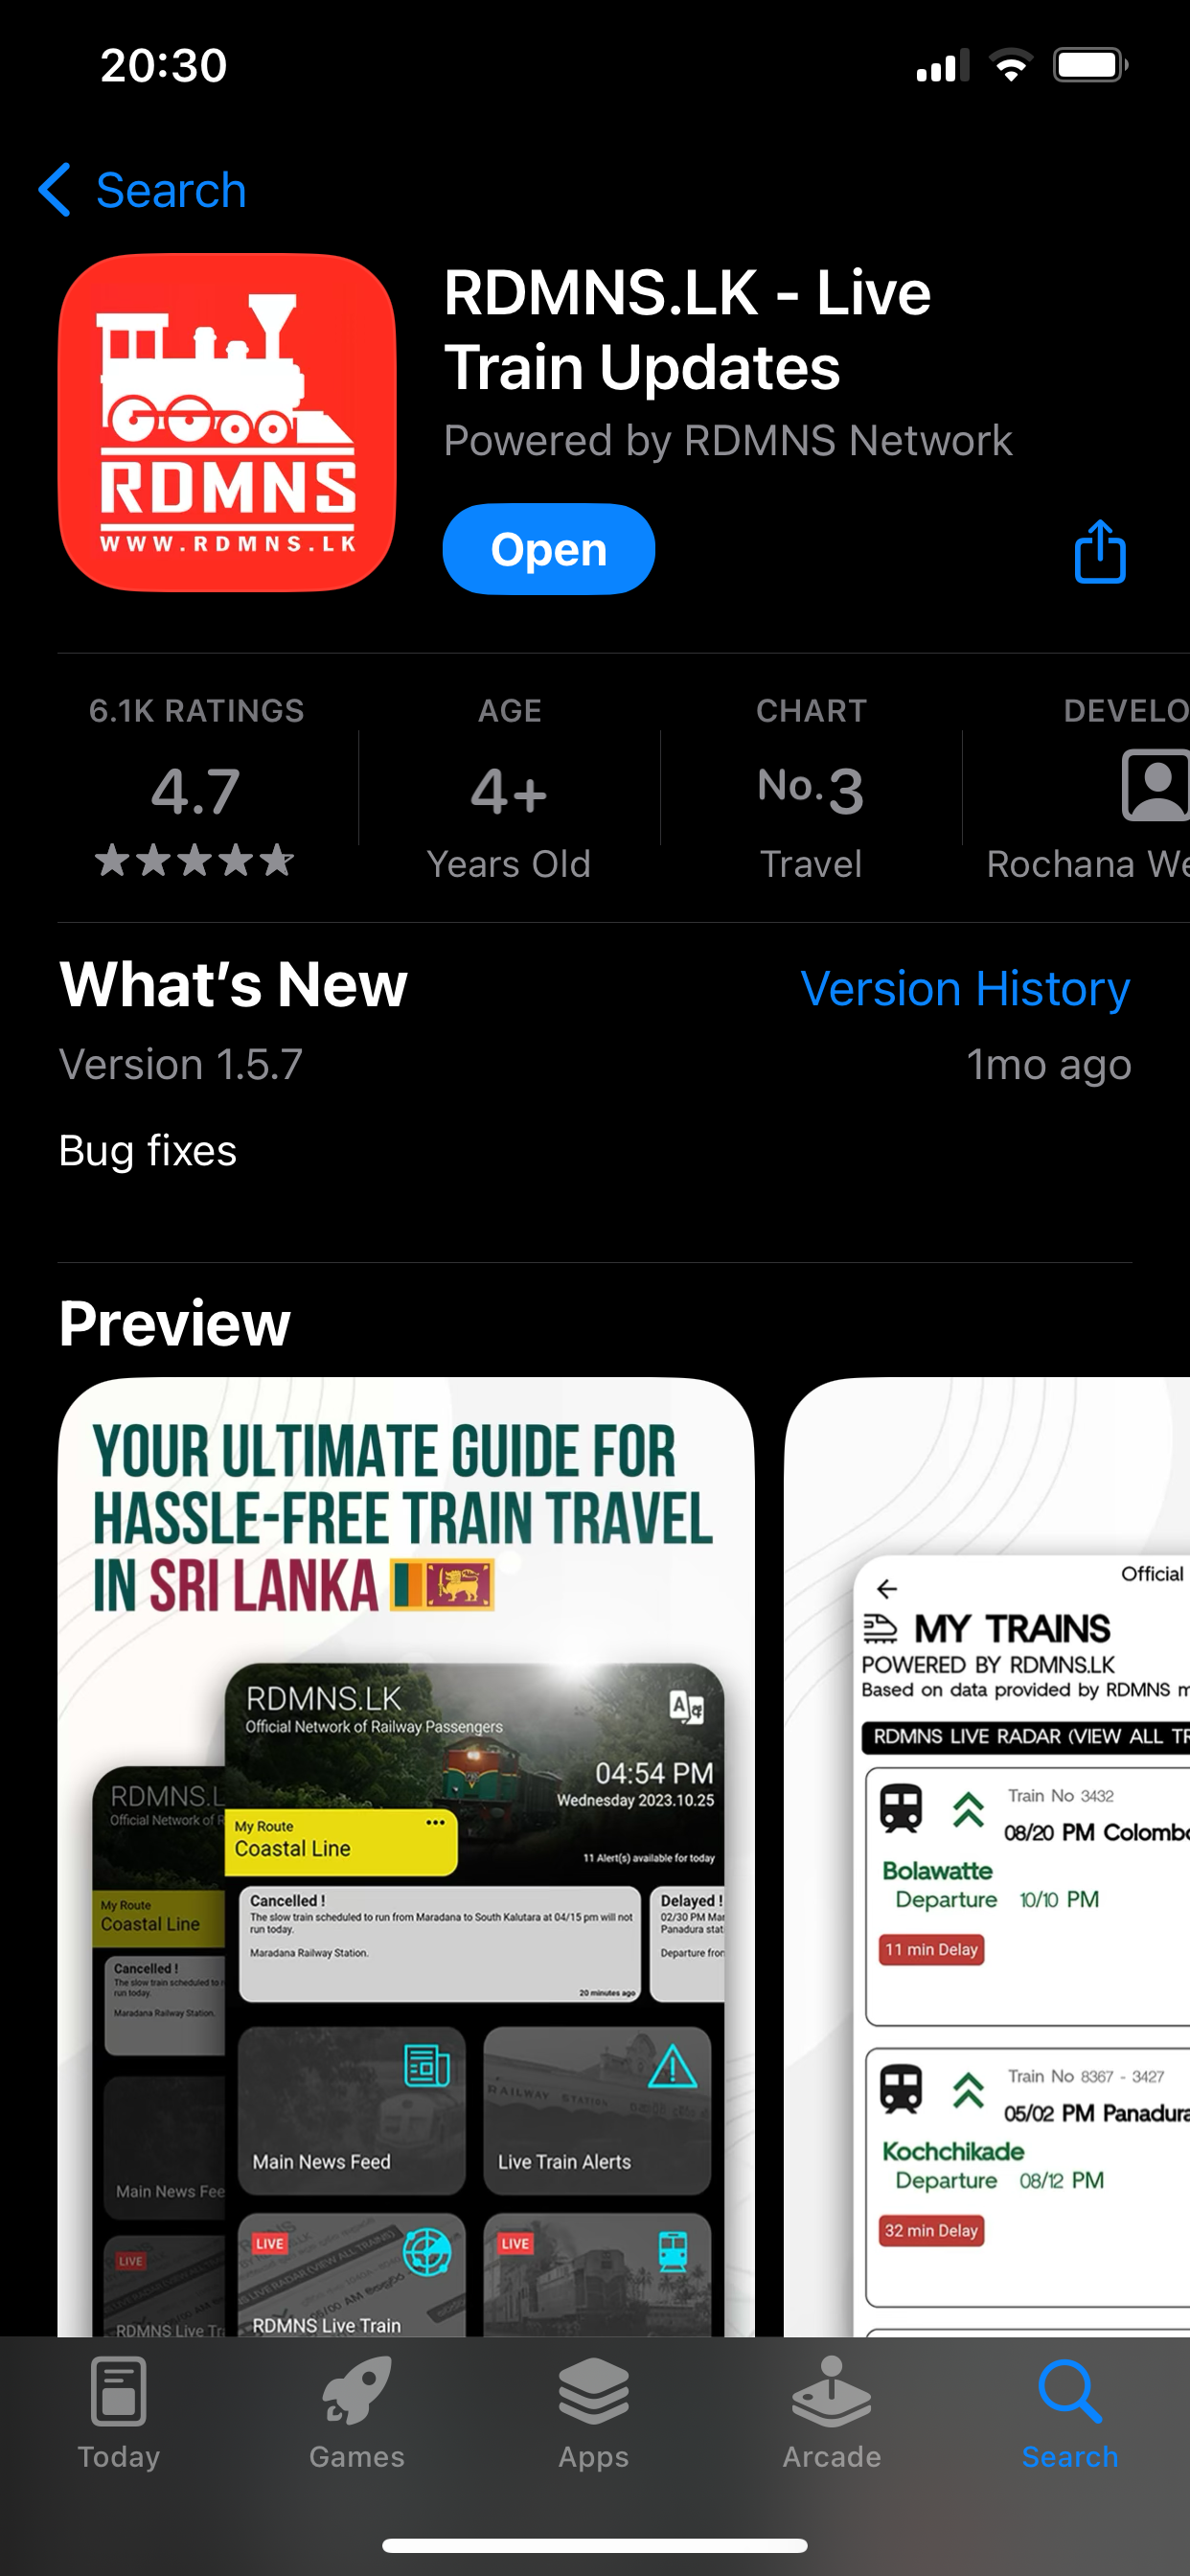 20:30
Search
RDMNS
WWW.RDMNS.LK
RDMNS.LK - Live
Train Updates
Powered by RDMNS Network
Open
6.1K RATINGS
4.7
AGE
4+
Years Old
CHART
No.3
Travel
DEVELO
Rochana We
What's New
Version History
Version 1.5.7
1mo ago
Bug fixes
Preview
YOUR ULTIMATE GUIDE FOR
HASSLE-FREE TRAIN TRAVEL
IN SRI LANKA
RDMNS.L
Official Network of R
My Route
Coastal Line
Cancelled !
The slow train scheduled to r
run today.
Maradana Railway Station.
Main News Fee
LIVE
RDMNS Live Tr
RDMNS.LK
Official Network of Railway Passengers
04:54 PM
Wednesday 2023.10.25
My Route
Coastal Line
11 Alert(s) available for today
Cancelled !
The slow train scheduled to run from Maradana to South Kalutara at 04/15 pm will not
run today.
Maradana Railway Station.
20 minutes ago
Delayed !
02/30 PM Mar
Panadura stat
Departure fron
Main News Feed
RAILWAY STATION
Live Train Alerts
LIVE
RDMNS Live Train
LIVE
Official
MY TRAINS
POWERED BY RDMNS.LK
Based on data provided by RDMNS m
RDMNS LIVE RADAR (VIEW ALL TR
Train No 3432
08/20 PM Colombo
Bolawatte
Departure 10/10 PM
11 min Delay
Train No 8367 - 3427
05/02 PM Panadura
Kochchikade
Departure 08/12 PM
32 min Delay
Today
Games
Apps
Arcade
Search